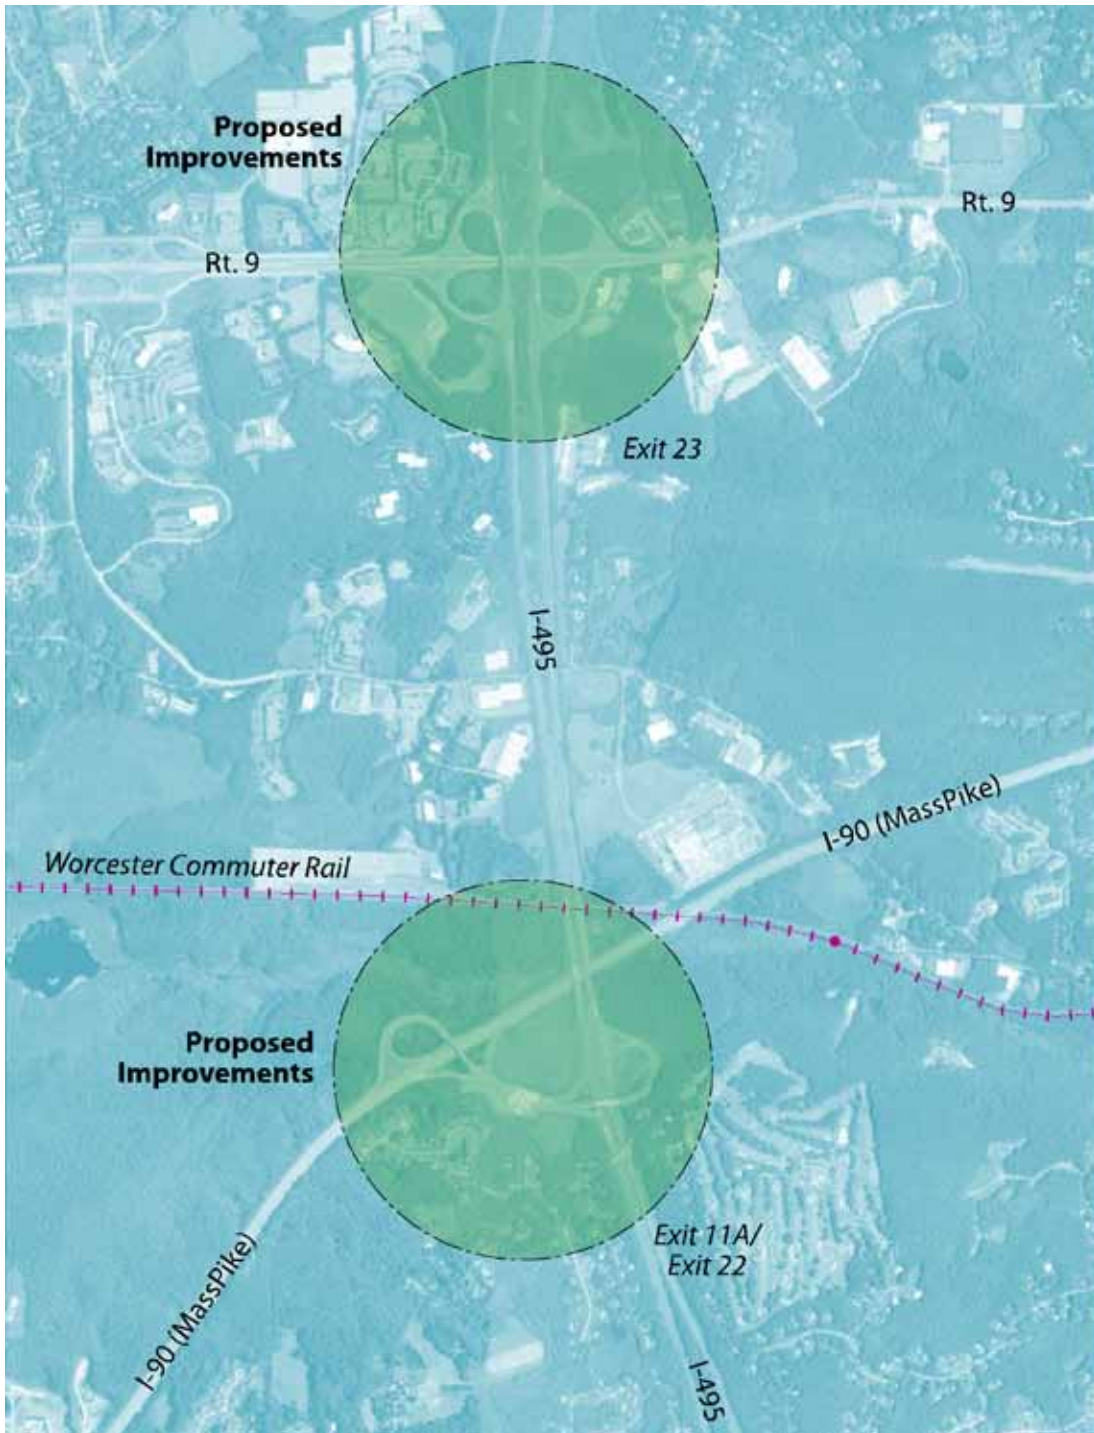 Proposed
Improvements
Rt. 9
Rt. 9
Exit 23
I-495
I-90 (MassPike)
Worcester Commuter Rail
Proposed
Improvements
Exit 11A/
Exit 22
I-90 (MassPike)
I-495